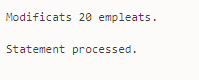 Modificats 20 empleats.
Statement processed.